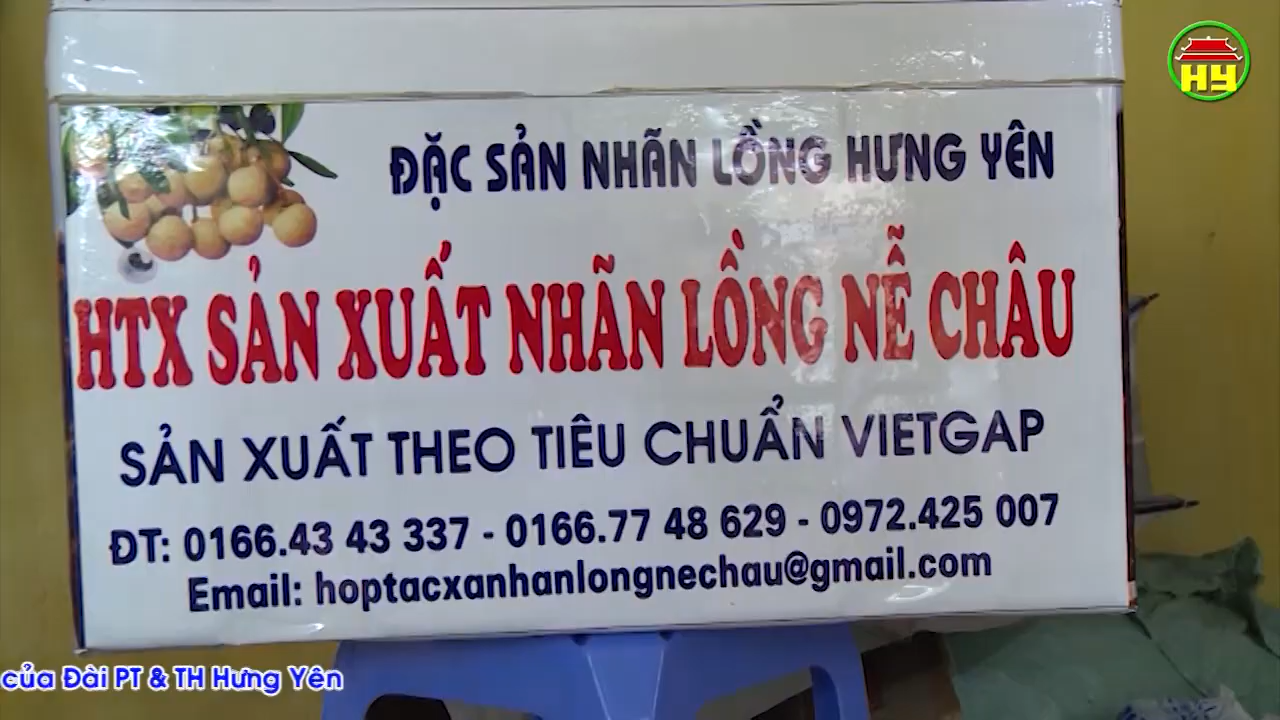 HY
ĐẶC SẢN NHÃN LỒNG HƯNG YÊN
HTX SẢN XUẤT NHÃN LỒNG NỄ CHÂU
SẢN XUẤT THEO TIÊU CHUẨN VIETGAP
ĐT: 0166.43 43 337 - 0166.77 48 629 - 0972.425 007
Email: hoptacxanhanlongnechau@gmail.com
của Đài PT & TH Hưng Yên